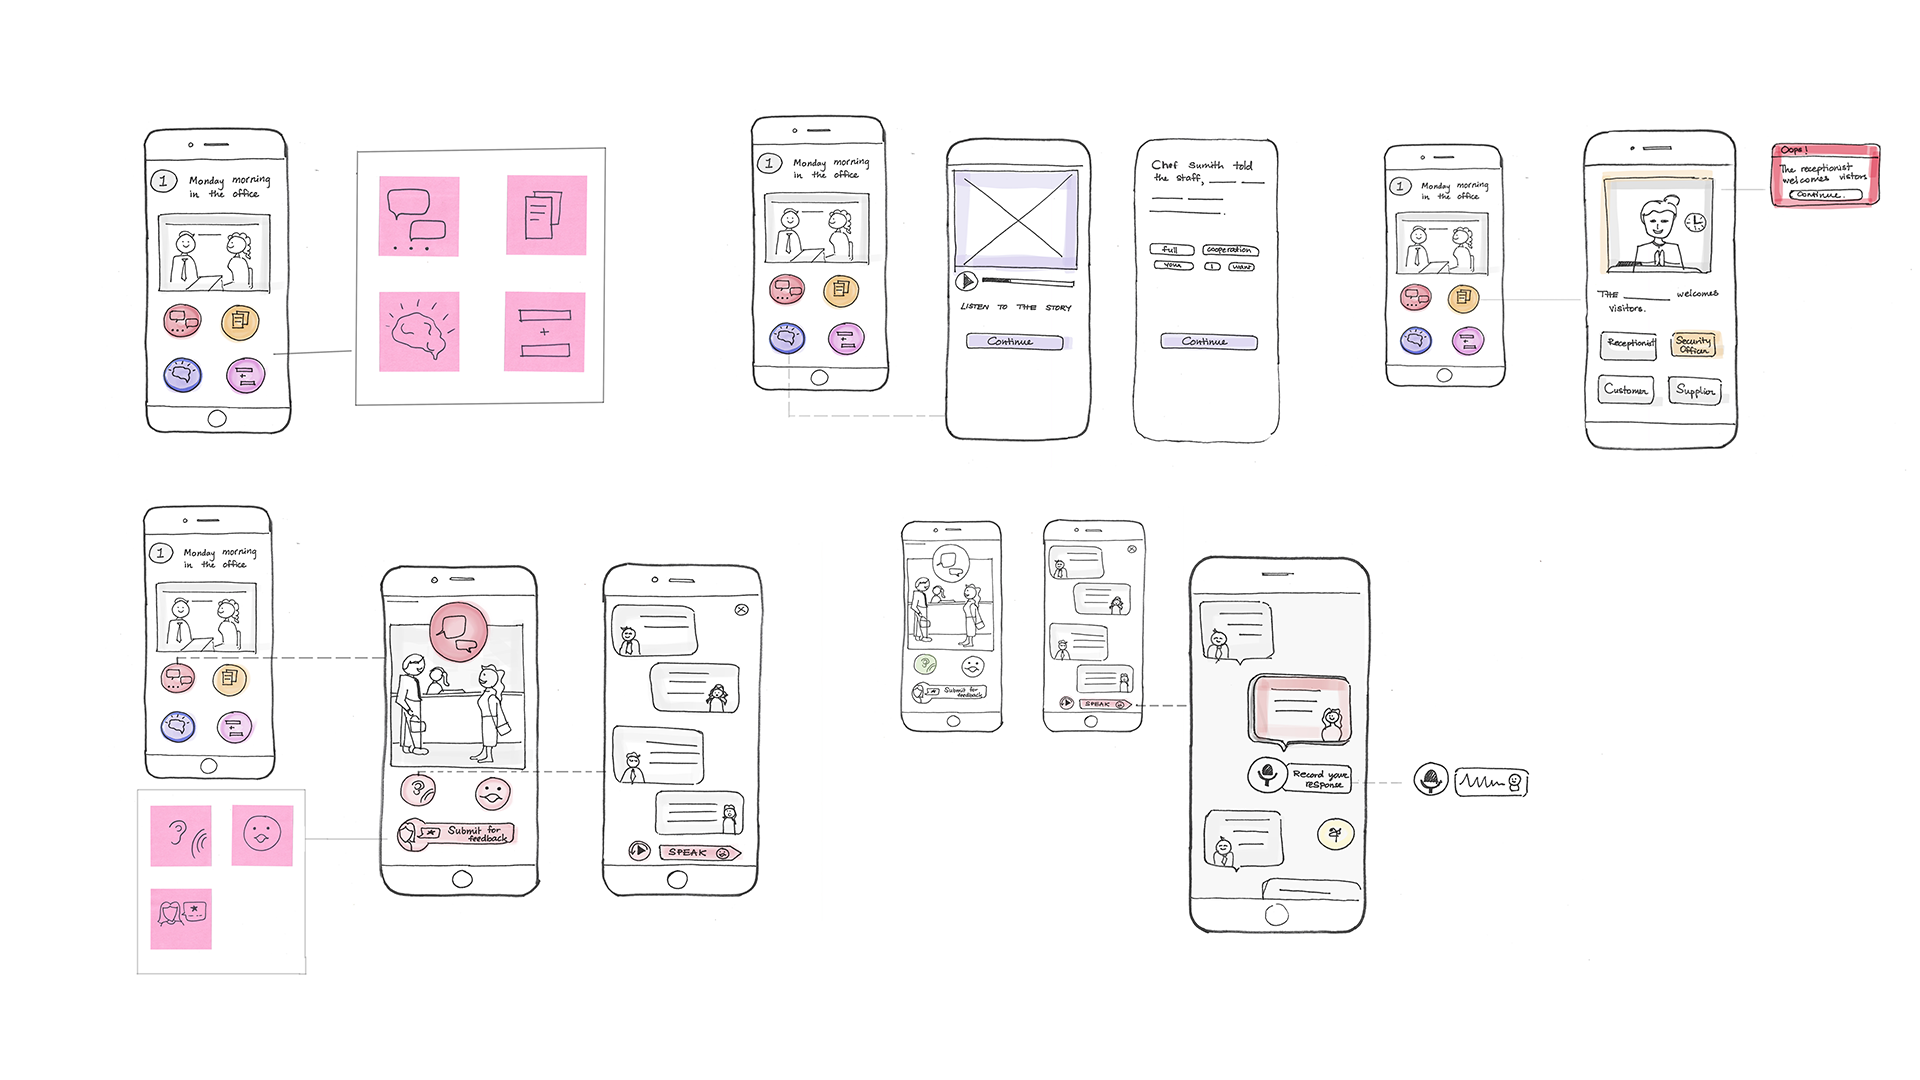 1
Monday morning
in the office
1
Monday morning
in the office
LISTEN TO THE STORY
Continue
Chef Sumith told
the staff,
full
cooperation
your
i
want
Continue
1
Monday morning
in the office
THE ______ welcomes
visitors.
Receptionist
Security
Officer
Customer
Supplier
Oops!
The receptionist
welcomes vistors
Continue
1
Monday morning
in the office
Submit for
feedback
SPEAK
Submit for
feedback
SPEAK
Record your
response